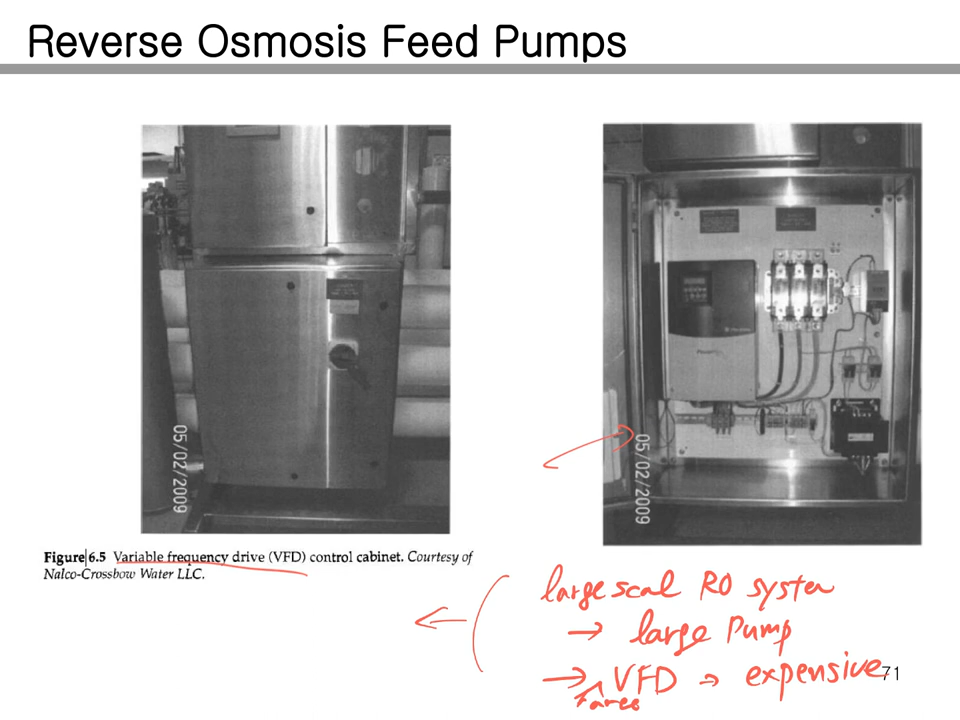 Reverse Osmosis Feed Pumps
05/02/2009
05/02/2009
Figure 6.5 Variable frequency drive (VFD) control cabinet. Courtesy of
Nalco-Crossbow Water LLC.
large scal RO system
→ large Pump
→ VFD → expensive
71